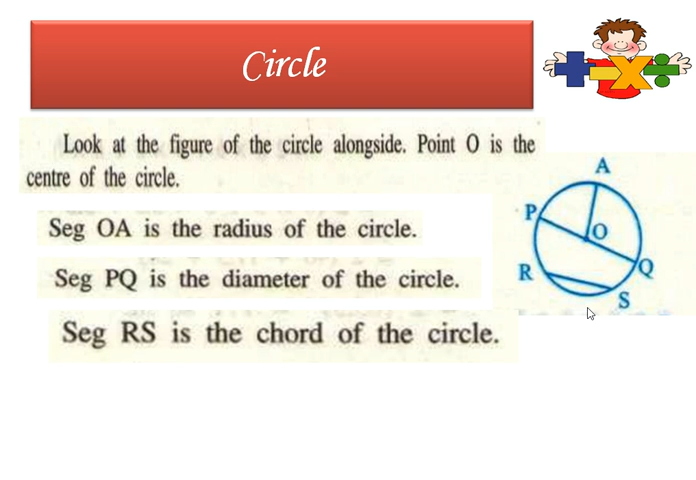 Circle
Look at the figure of the circle alongside. Point O is the
centre of the circle.
Seg OA is the radius of the circle.
Seg PQ is the diameter of the circle.
Seg RS is the chord of the circle.
A
P
O
R
Q
S